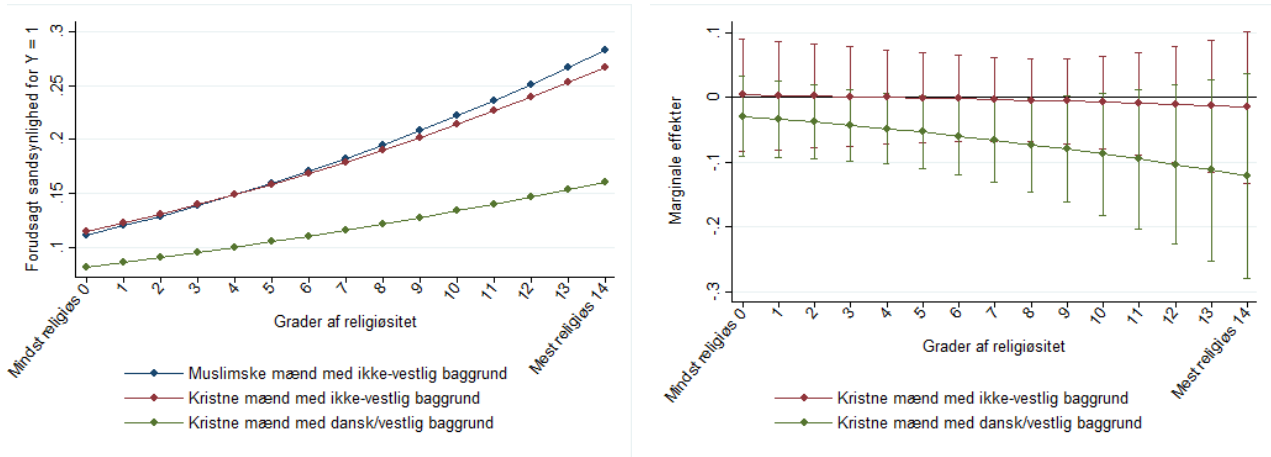 Forudsagt sandsynlighed for Y = 1
.3
.25
.2
.15
.1
Mindst religiøs 0
1
2
3
4
5
6
7
8
9
10
11
12
13
Mest religiøs 14
Grader af religiøsitet
Muslimske mænd med ikke-vestlig baggrund
Kristne mænd med ikke-vestlig baggrund
Kristne mænd med dansk/vestlig baggrund
Marginale effekter
.1
0
-.1
-.2
-.3
Mindst religiøs 0
1
2
3
4
5
6
7
8
9
10
11
12
13
Mest religiøs 14
Grader af religiøsitet
Kristne mænd med ikke-vestlig baggrund
Kristne mænd med dansk/vestlig baggrund